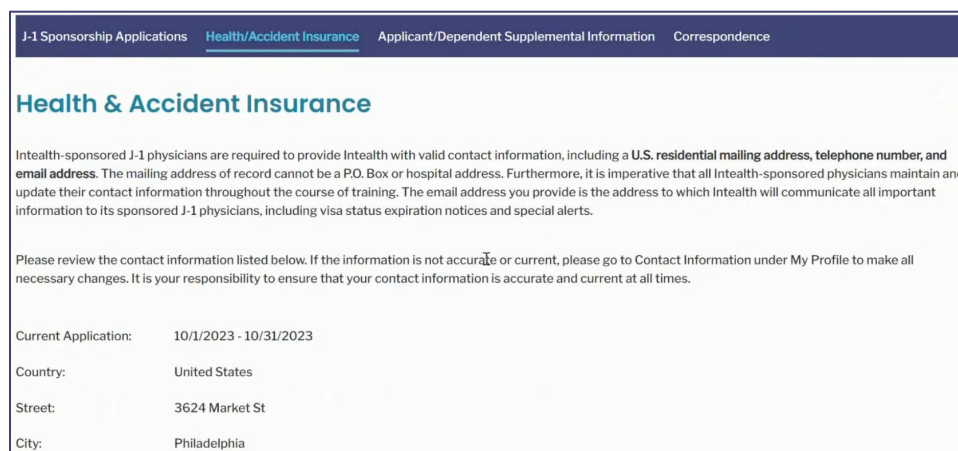 J-1 Sponsorship Applications Health/Accident Insurance Applicant/Dependent Supplemental Information Correspondence
Health & Accident Insurance
Intealth-sponsored J-1 physicians are required to provide Intealth with valid contact information, including a U.S. residential mailing address, telephone number, and
email address. The mailing address of record cannot be a P.O. Box or hospital address. Furthermore, it is imperative that all Intealth-sponsored physicians maintain and
update their contact information throughout the course of training. The email address you provide is the address to which Intealth will communicate all important
information to its sponsored J-1 physicians, including visa status expiration notices and special alerts.
Please review the contact information listed below. If the information is not accurate or current, please go to Contact Information under My Profile to make all
necessary changes. It is your responsibility to ensure that your contact information is accurate and current at all times.
Current Application: 10/1/2023 - 10/31/2023
Country: United States
Street: 3624 Market St
City: Philadelphia